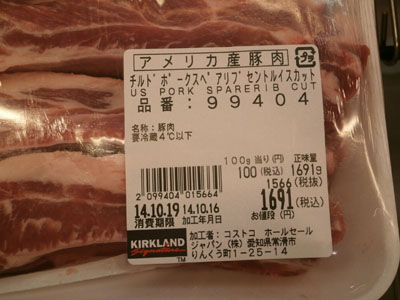 アメリカ産豚肉
プラ
チルド ポークスペアリブ セントルイスカット
US PORK SPARERIB CUT
品番:99404
名称:豚肉
要冷蔵4℃以下
100g当り(円) 正味量
100(税込) 1691g
1566(税抜)
2 099404 015664
1691(税込)
14.10.19 14.10.16
お値段(円)
消費期限 加工年月日
KIRKLAND
Signature
加工者:コストコ ホールセール
ジャパン(株)愛知県常滑市
りんくう町1-25-14